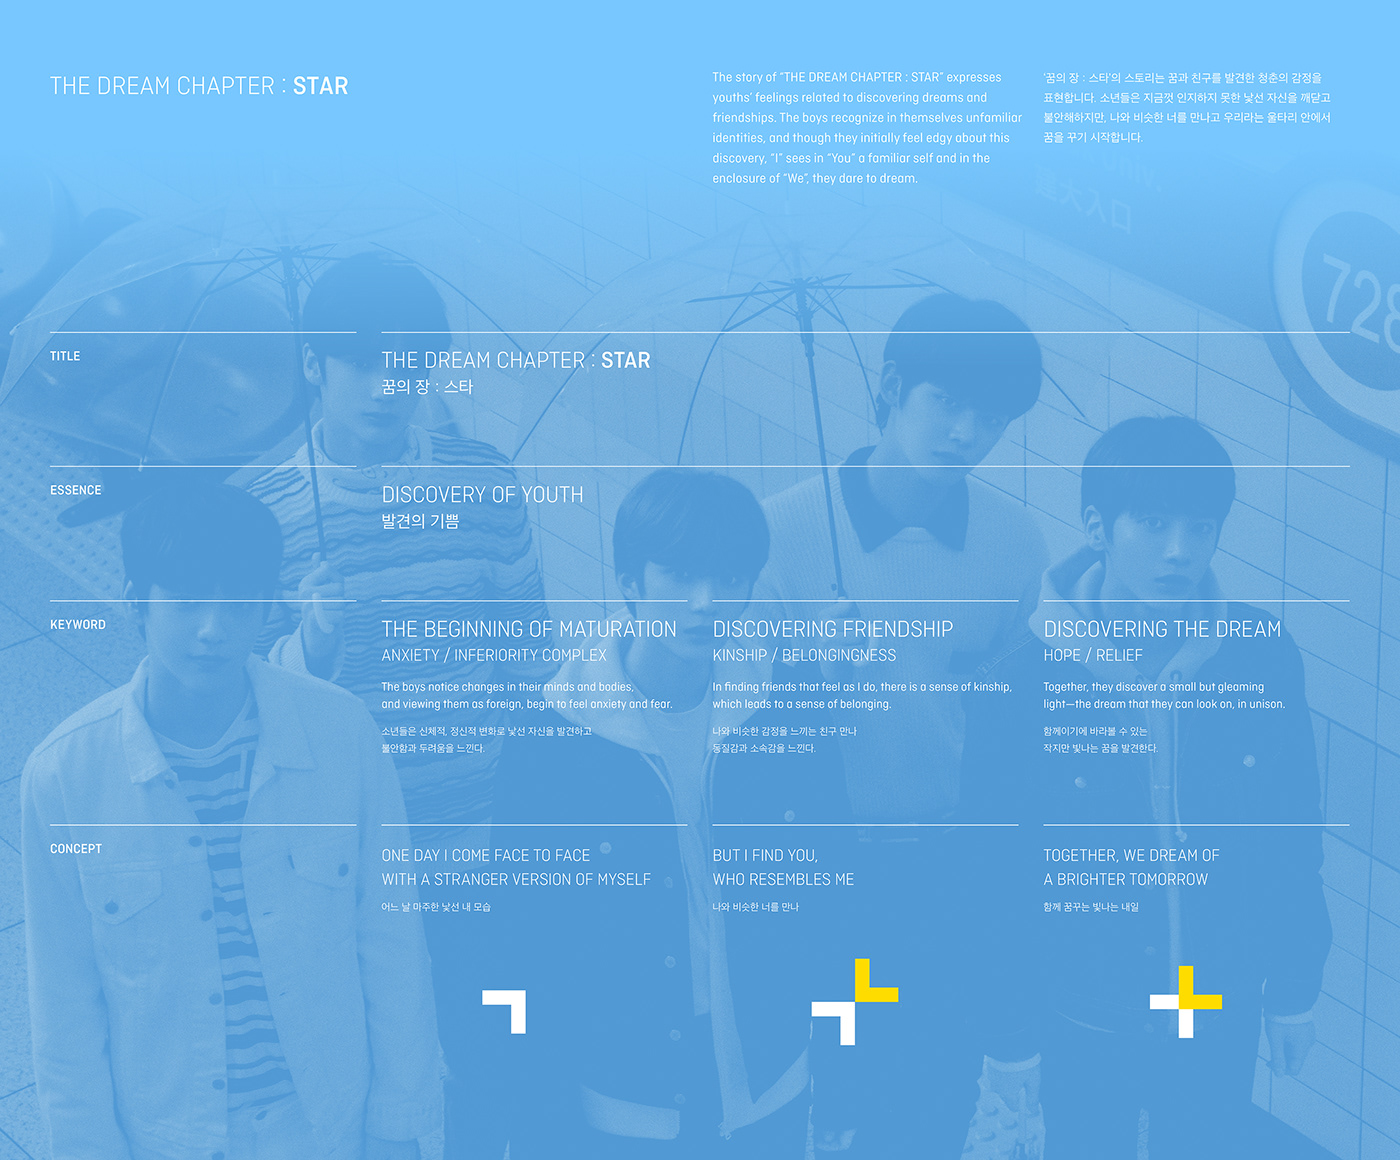 THE DREAM CHAPTER : STAR
The story of “THE DREAM CHAPTER : STAR” expresses
youths’ feelings related to discovering dreams and
friendships. The boys recognize in themselves unfamiliar
identities, and though they initially feel edgy about this
discovery, “I” sees in “You” a familiar self and in the
enclosure of “We”, they dare to dream.
‘꿈의 장 : 스타’의 스토리는 꿈과 친구를 발견한 청춘의 감정을
표현합니다. 소년들은 지금껏 인지하지 못한 낯선 자신을 깨닫고
불안해하지만, 나와 비슷한 너를 만나고 우리라는 울타리 안에서
꿈을 꾸기 시작합니다.
728
TITLE
THE DREAM CHAPTER : STAR
꿈의 장 : 스타
ESSENCE
DISCOVERY OF YOUTH
발견의 기쁨
KEYWORD
THE BEGINNING OF MATURATION
ANXIETY / INFERIORITY COMPLEX
The boys notice changes in their minds and bodies,
and viewing them as foreign, begin to feel anxiety and fear.
소년들은 신체적, 정신적 변화로 낯선 자신을 발견하고
불안함과 두려움을 느낀다.
DISCOVERING FRIENDSHIP
KINSHIP / BELONGINGNESS
In finding friends that feel as I do, there is a sense of kinship,
which leads to a sense of belonging.
나와 비슷한 감정을 느끼는 친구 만나
동질감과 소속감을 느낀다.
DISCOVERING THE DREAM
HOPE / RELIEF
Together, they discover a small but gleaming
light—the dream that they can look on, in unison.
함께이기에 바라볼 수 있는
작지만 빛나는 꿈을 발견한다.
CONCEPT
ONE DAY I COME FACE TO FACE
WITH A STRANGER VERSION OF MYSELF
어느 날 마주한 낯선 내 모습
BUT I FIND YOU,
WHO RESEMBLES ME
나와 비슷한 너를 만나
TOGETHER, WE DREAM OF
A BRIGHTER TOMORROW
함께 꿈꾸는 빛나는 내일